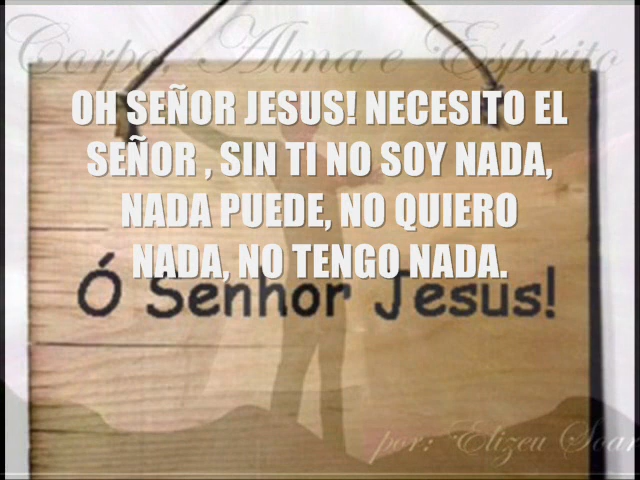 Corpo, Alma e Espírito
OH SEÑOR JESUS! NECESITO EL
SEÑOR , SIN TI NO SOY NADA,
NADA PUEDE, NO QUIERO
NADA, NO TENGO NADA.
Ó Senhor Jesus!
por: Elizeu Soar